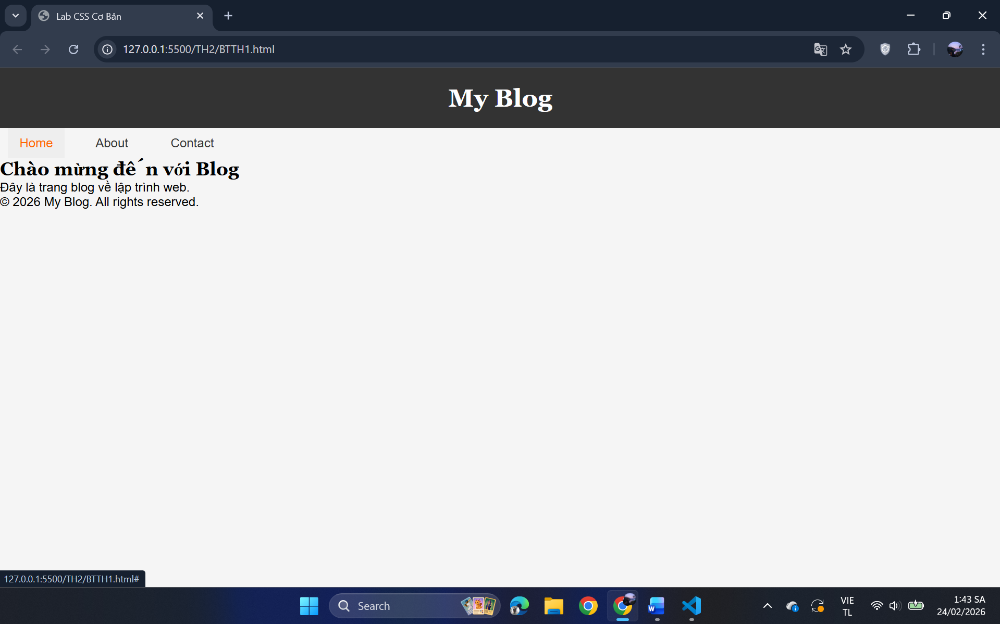 Lab CSS Cơ Bản
127.0.0.1:5500/TH2/BTTH1.html
My Blog
Home About Contact
Chào mừng đến với Blog
Đây là trang blog về lập trình web.
© 2026 My Blog. All rights reserved.
127.0.0.1:5500/TH2/BTTH1.html#
Search
VIE
TL
1:43 SA
24/02/2026